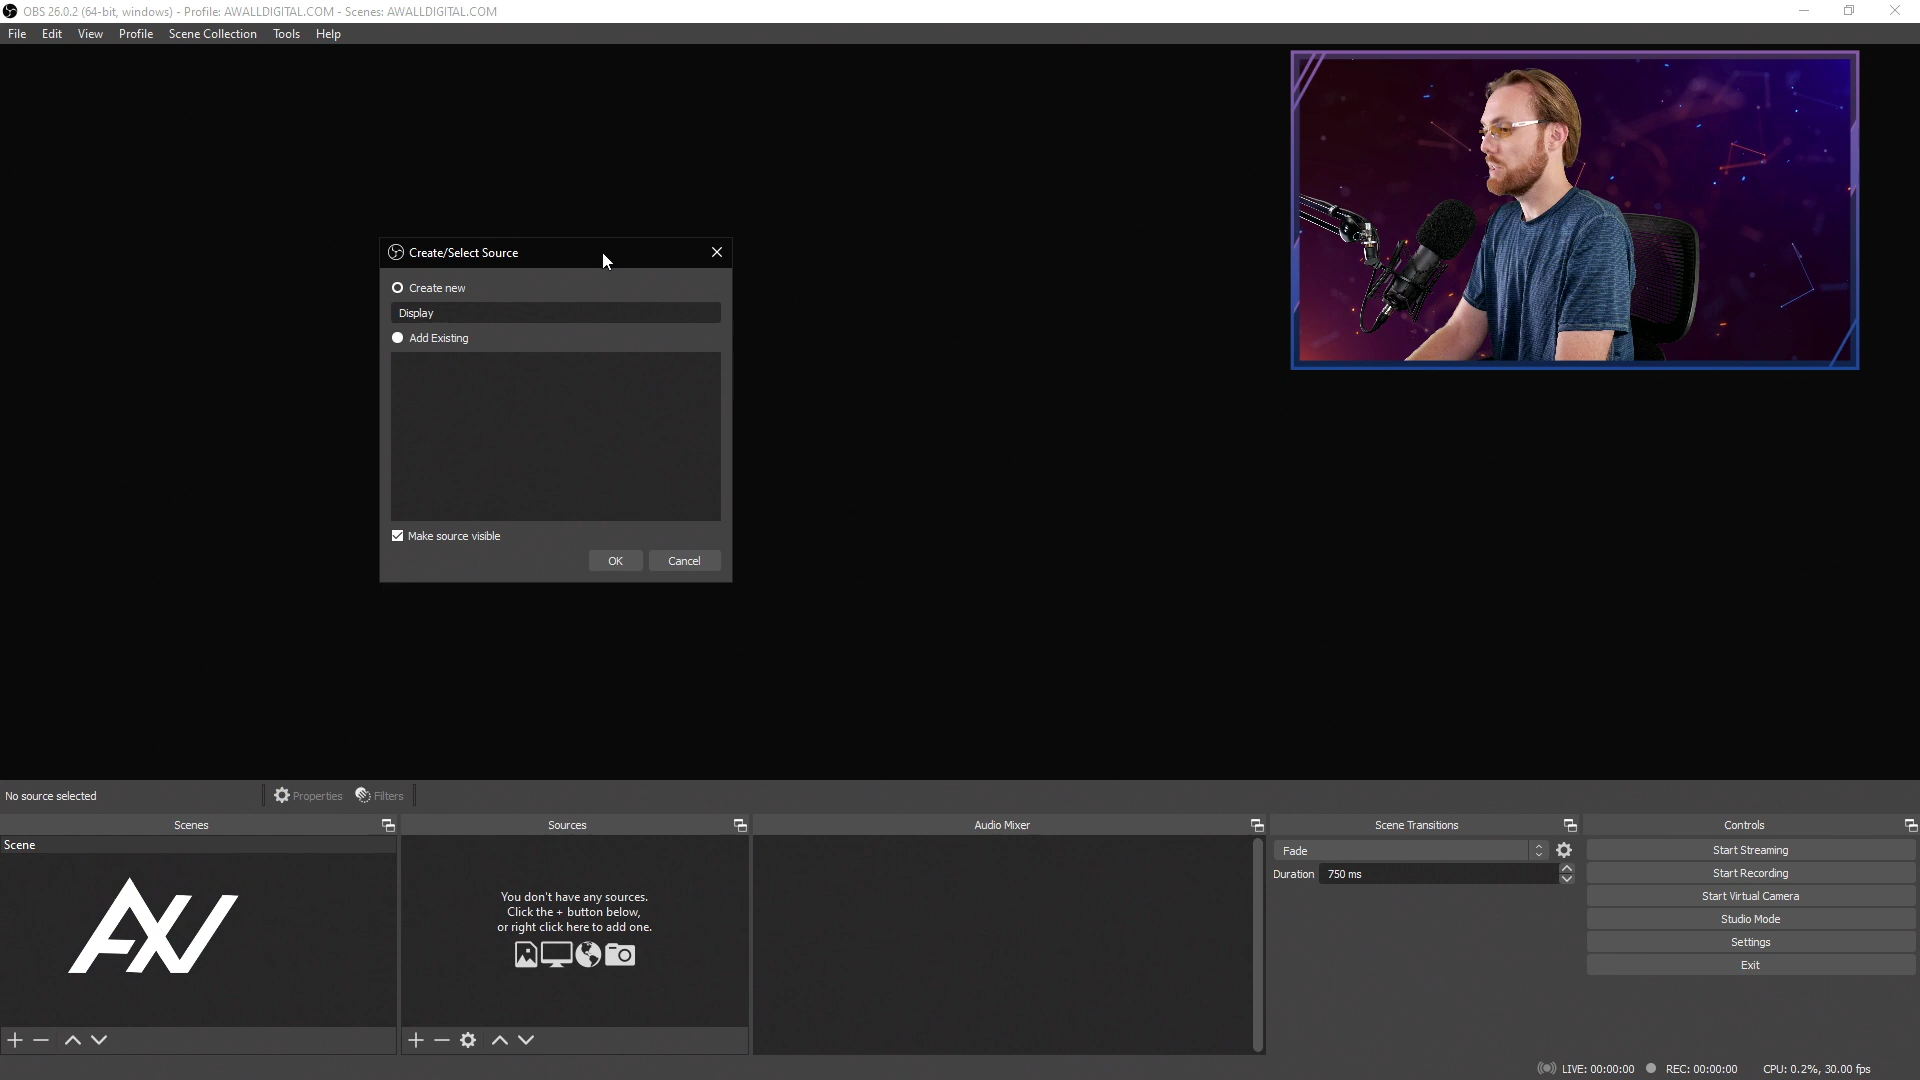 OBS 26.0.2 (64-bit, windows) - Profile: AWALLDIGITAL.COM - Scenes: AWALLDIGITAL.COM
File Edit View Profile Scene Collection Tools Help
Create/Select Source
Create new
Display
Add Existing
Make source visible
OK Cancel
No source selected Properties Filters
Scenes Sources Audio Mixer Scene Transitions Controls
Scene
You don't have any sources.
Click the + button below,
or right click here to add one.
Fade
Duration 750 ms
Start Streaming
Start Recording
Start Virtual Camera
Studio Mode
Settings
Exit
LIVE: 00:00:00 REC: 00:00:00 CPU: 0.2%, 30.00 fps